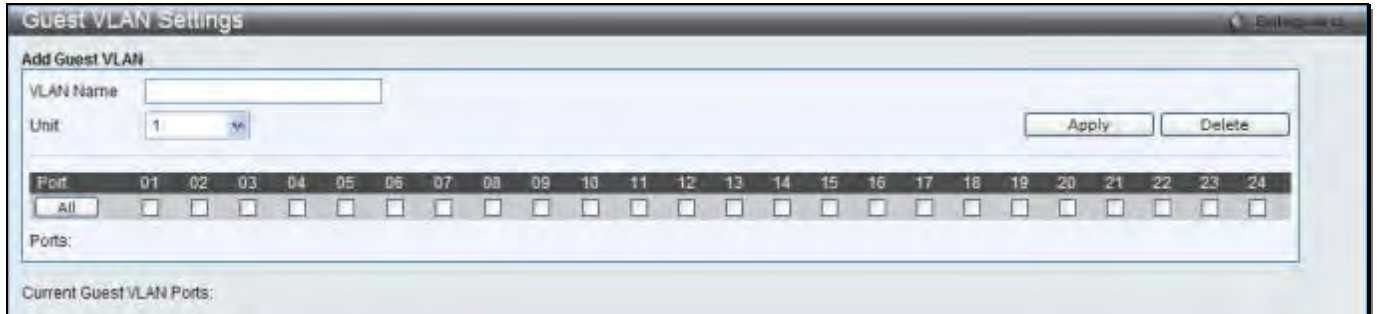 Guest VLAN Settings
Add Guest VLAN
VLAN Name
Unit 1 Apply Delete
Port 01 02 03 04 05 06 07 08 09 10 11 12 13 14 15 16 17 18 19 20 21 22 23 24
All
Ports:
Current Guest VLAN Ports: